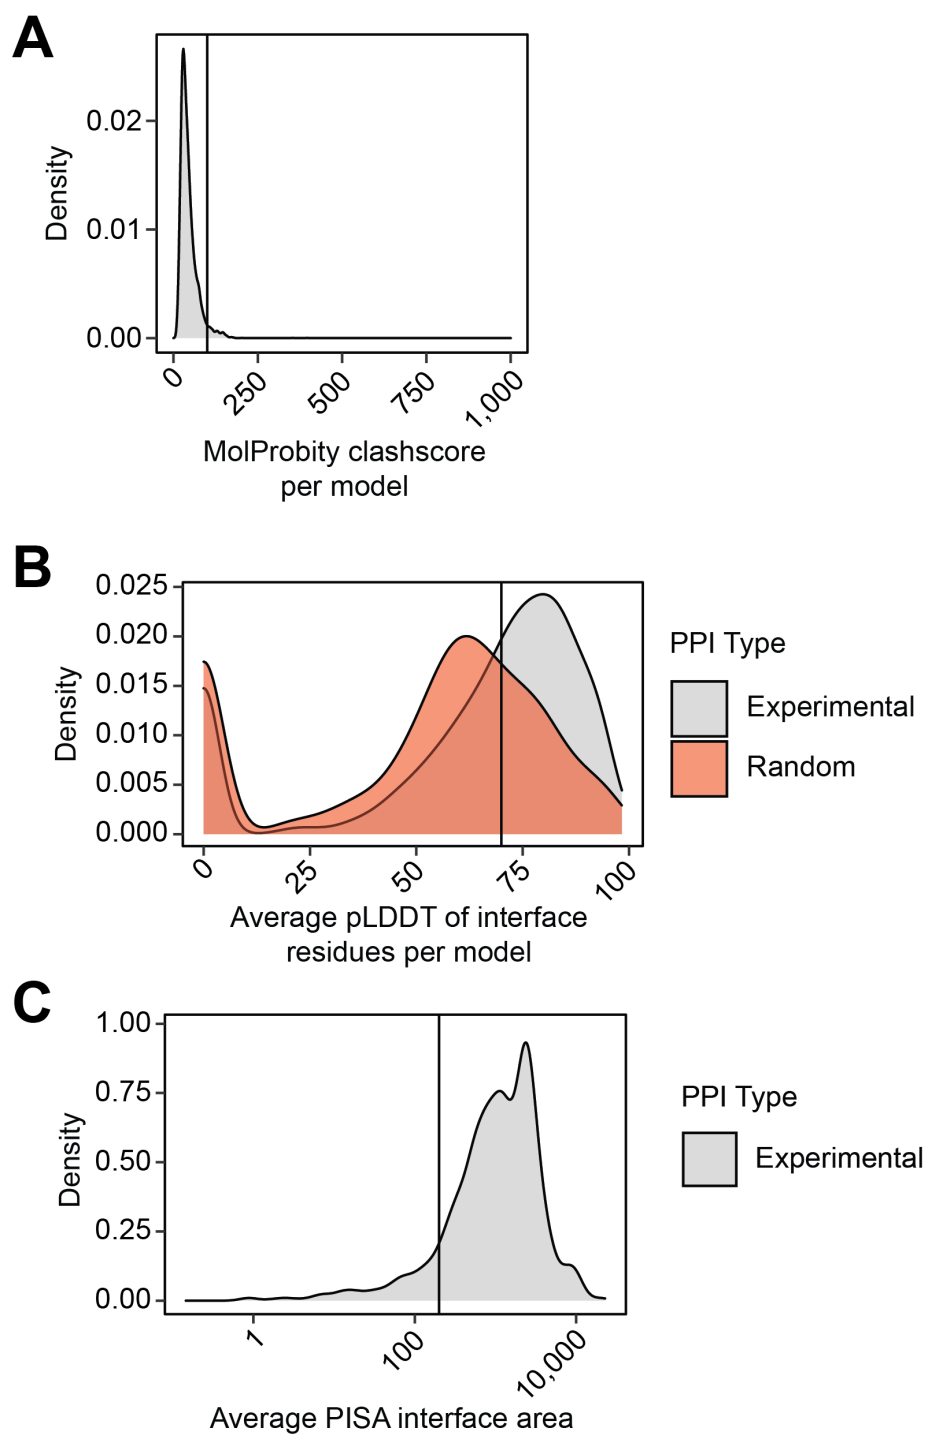 A
Density
0.02
0.01
0.00
0
250
500
750
1,000
MolProbity clashscore
per model
B
Density
0.025
0.020
0.015
0.010
0.005
0.000
0
25
50
75
100
Average pLDDT of interface
residues per model
PPI Type
Experimental
Random
C
Density
1.00
0.75
0.50
0.25
0.00
1
100
10,000
Average PISA interface area
PPI Type
Experimental